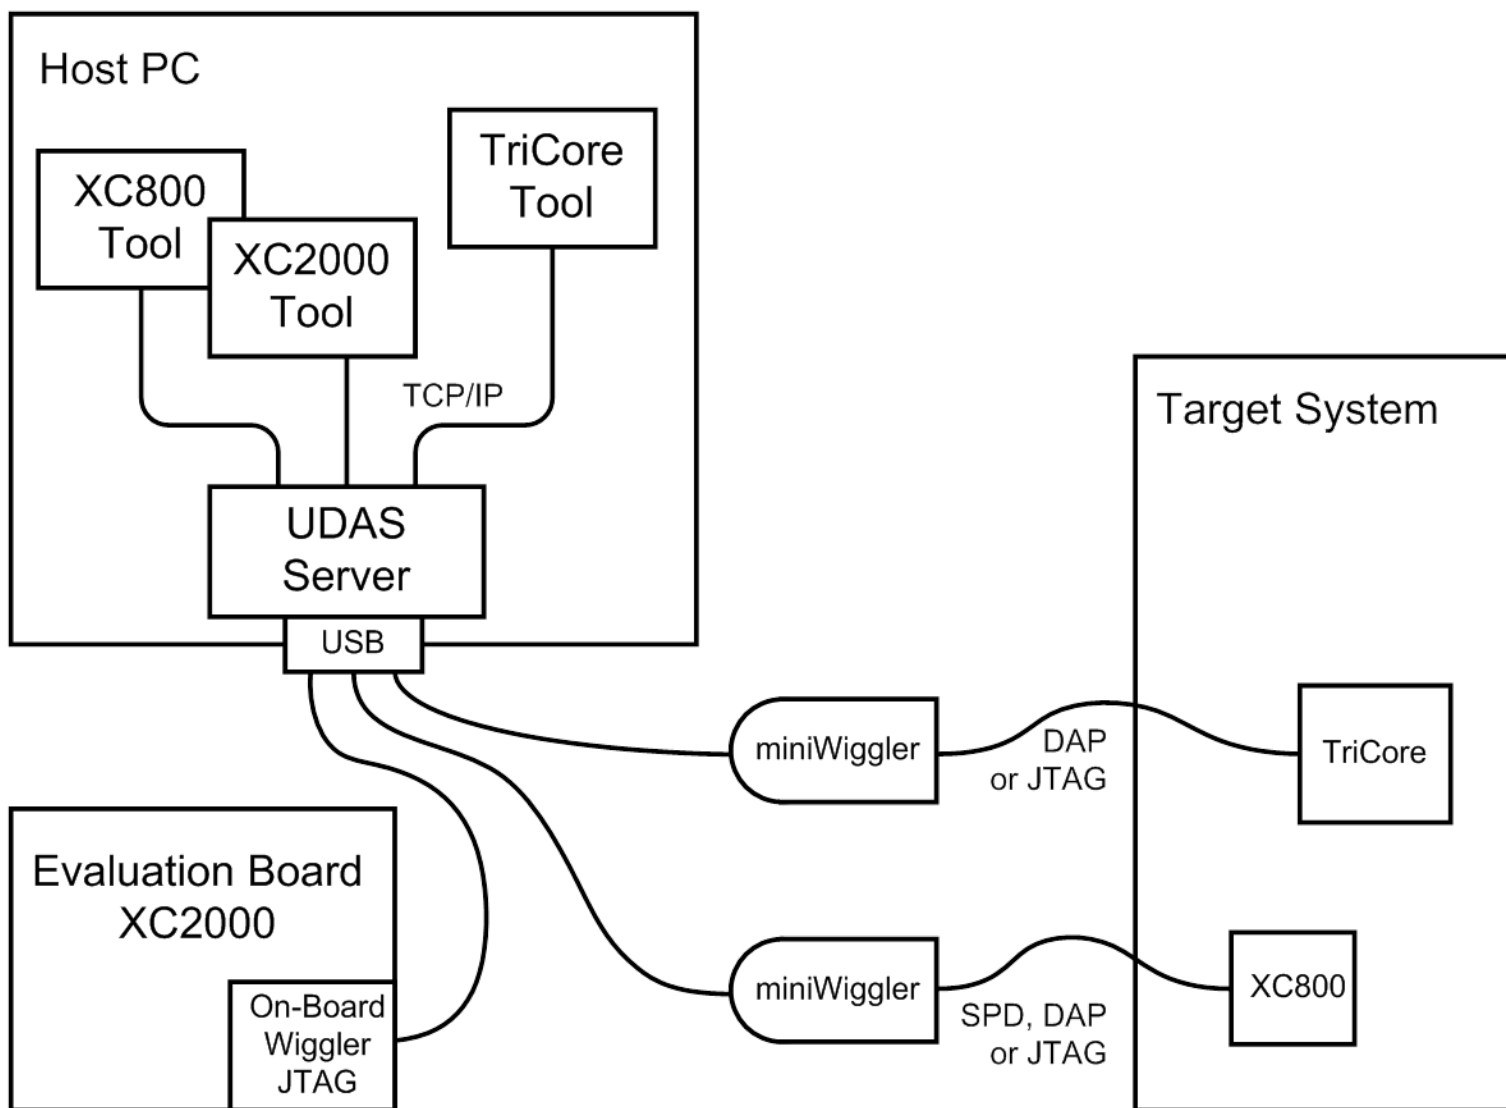 Host PC
XC800
Tool
XC2000
Tool
TriCore
Tool
TCP/IP
UDAS
Server
USB
Target System
miniWiggler
DAP
or JTAG
TriCore
Evaluation Board
XC2000
On-Board
Wiggler
JTAG
miniWiggler
SPD, DAP
or JTAG
XC800